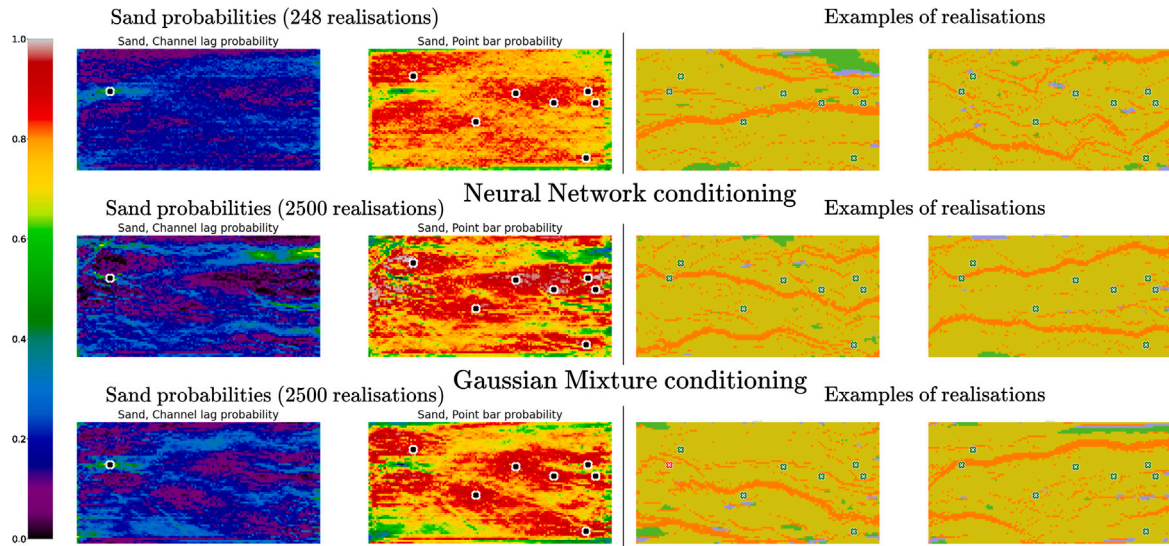 Sand probabilities (248 realisations)
Examples of realisations
Sand, Channel lag probability
Sand, Point bar probability
1.0
0.8
0.6
0.4
0.2
0.0
Neural Network conditioning
Sand probabilities (2500 realisations)
Examples of realisations
Sand, Channel lag probability
Sand, Point bar probability
Gaussian Mixture conditioning
Sand probabilities (2500 realisations)
Examples of realisations
Sand, Channel lag probability
Sand, Point bar probability